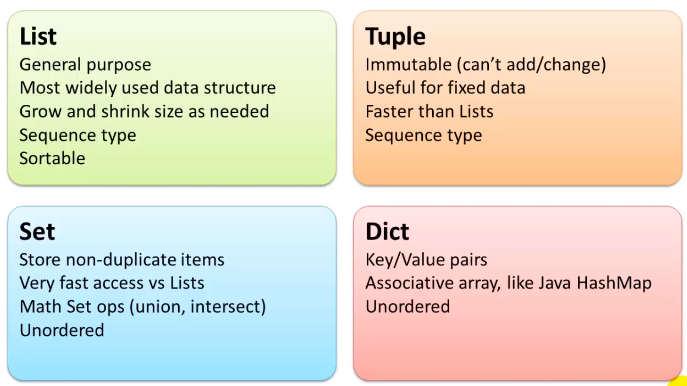 List
General purpose
Most widely used data structure
Grow and shrink size as needed
Sequence type
Sortable
Tuple
Immutable (can’t add/change)
Useful for fixed data
Faster than Lists
Sequence type
Set
Store non-duplicate items
Very fast access vs Lists
Math Set ops (union, intersect)
Unordered
Dict
Key/Value pairs
Associative array, like Java HashMap
Unordered